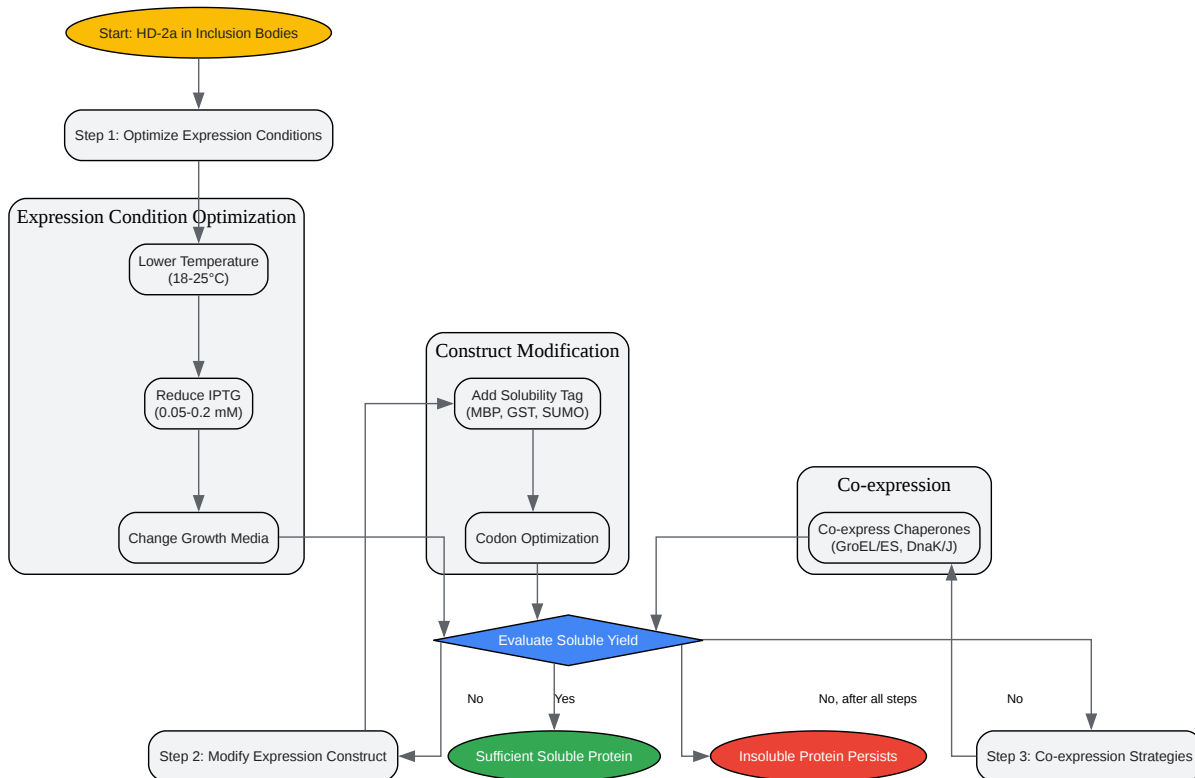 Start: HD-2a in Inclusion Bodies
Step 1: Optimize Expression Conditions
Expression Condition Optimization
Lower Temperature
(18-25°C)
Reduce IPTG
(0.05-0.2 mM)
Change Growth Media
Construct Modification
Add Solubility Tag
(MBP, GST, SUMO)
Codon Optimization
Co-expression
Co-express Chaperones
(GroEL/ES, DnaK/J)
Evaluate Soluble Yield
No
Yes
No, after all steps
No
Step 2: Modify Expression Construct
Sufficient Soluble Protein
Insoluble Protein Persists
Step 3: Co-expression Strategies